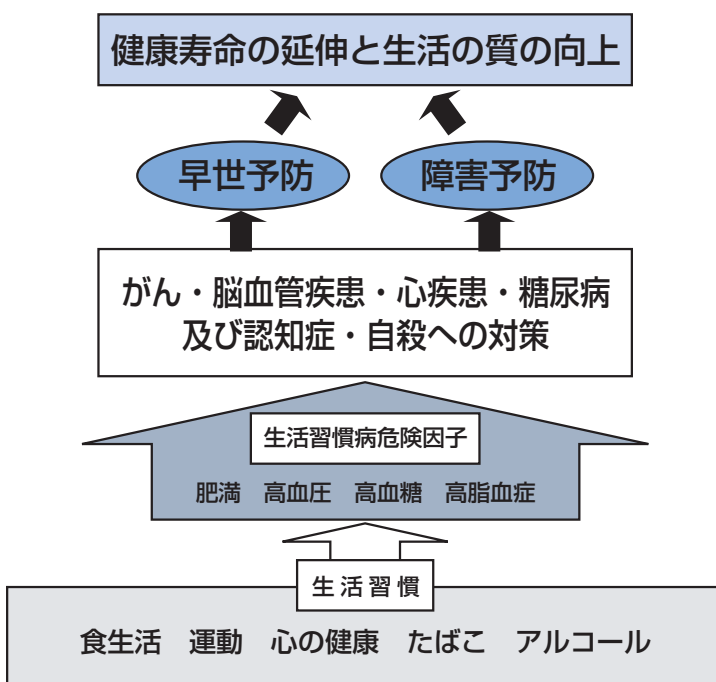 健康寿命の延伸と生活の質の向上
早世予防
障害予防
がん・脳血管疾患・心疾患・糖尿病
及び認知症・自殺への対策
生活習慣病危険因子
肥満 高血圧 高血糖 高脂血症
生活習慣
食生活 運動 心の健康 たばこ アルコール